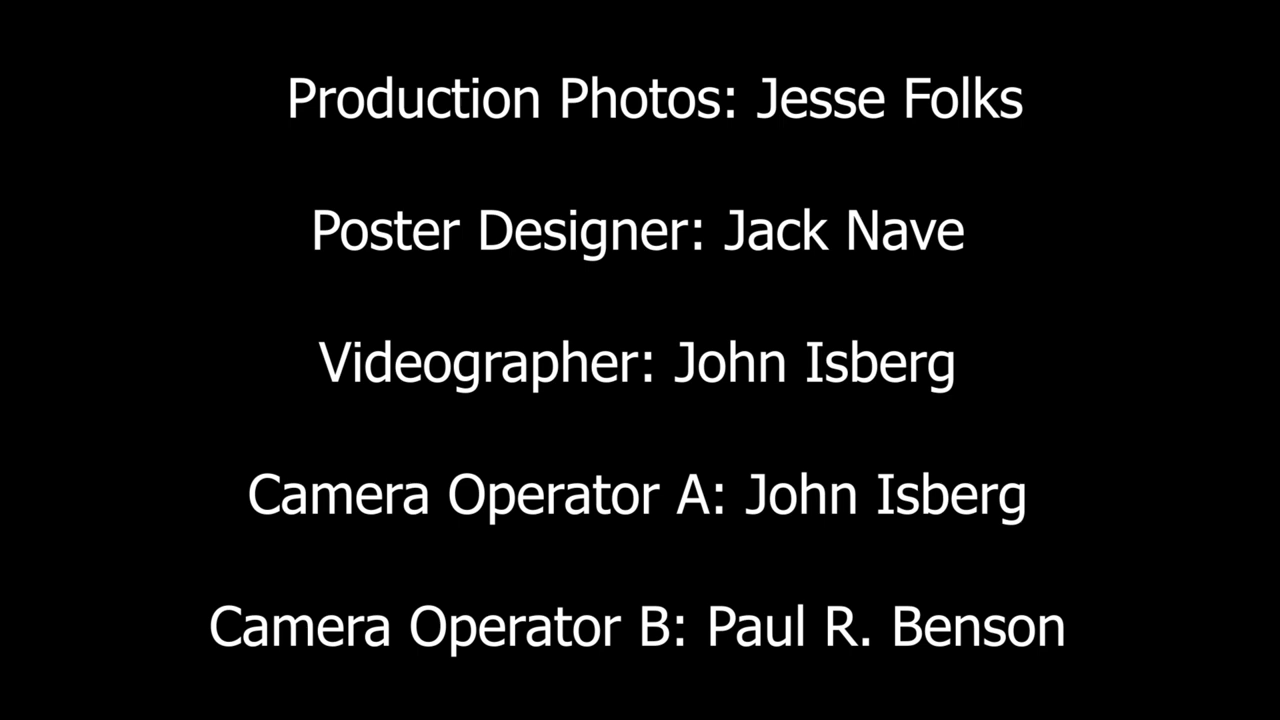 Production Photos: Jesse Folks
Poster Designer: Jack Nave
Videographer: John Isberg
Camera Operator A: John Isberg
Camera Operator B: Paul R. Benson